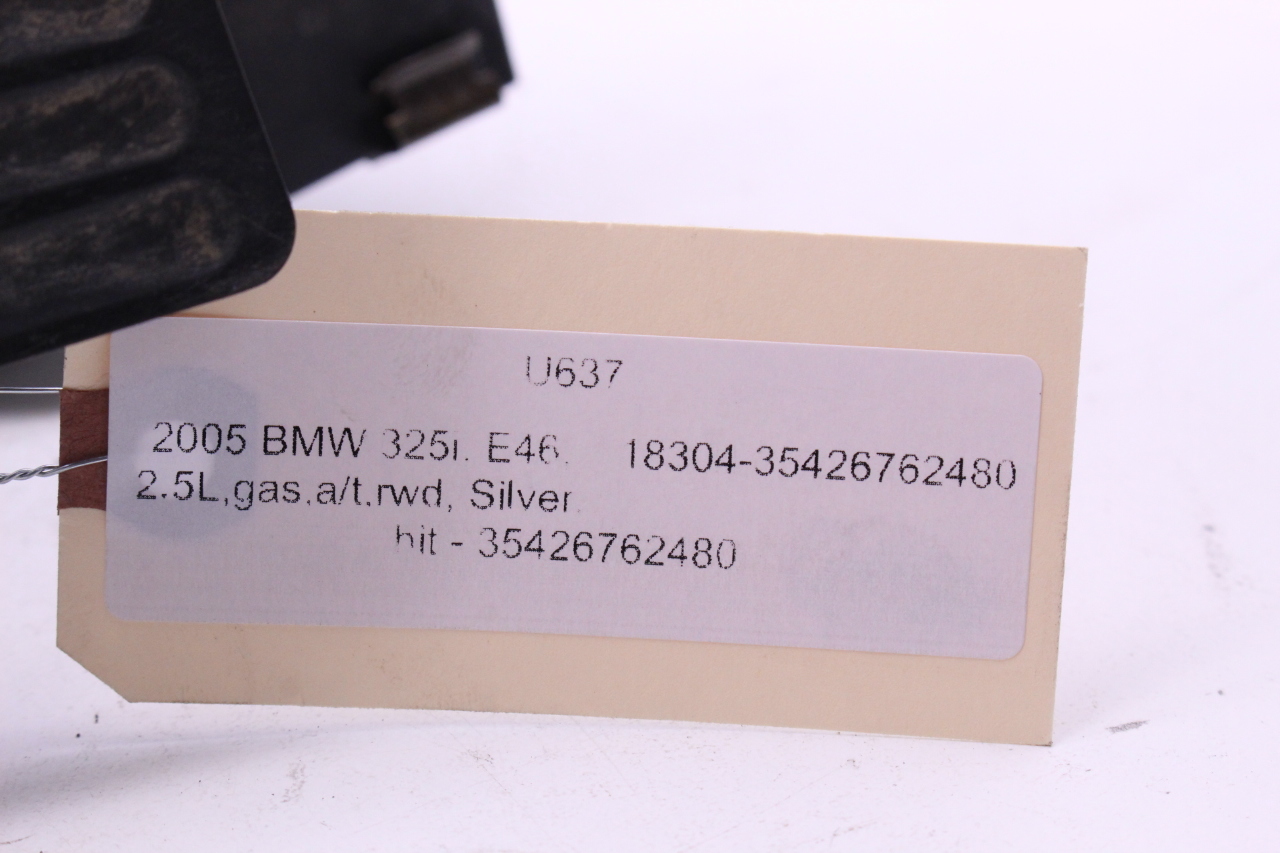 U637
2005 BMW 325i. E46. 18304-35426762480
2.5L,gas.a/t.rwd, Silver
hit - 35426762480